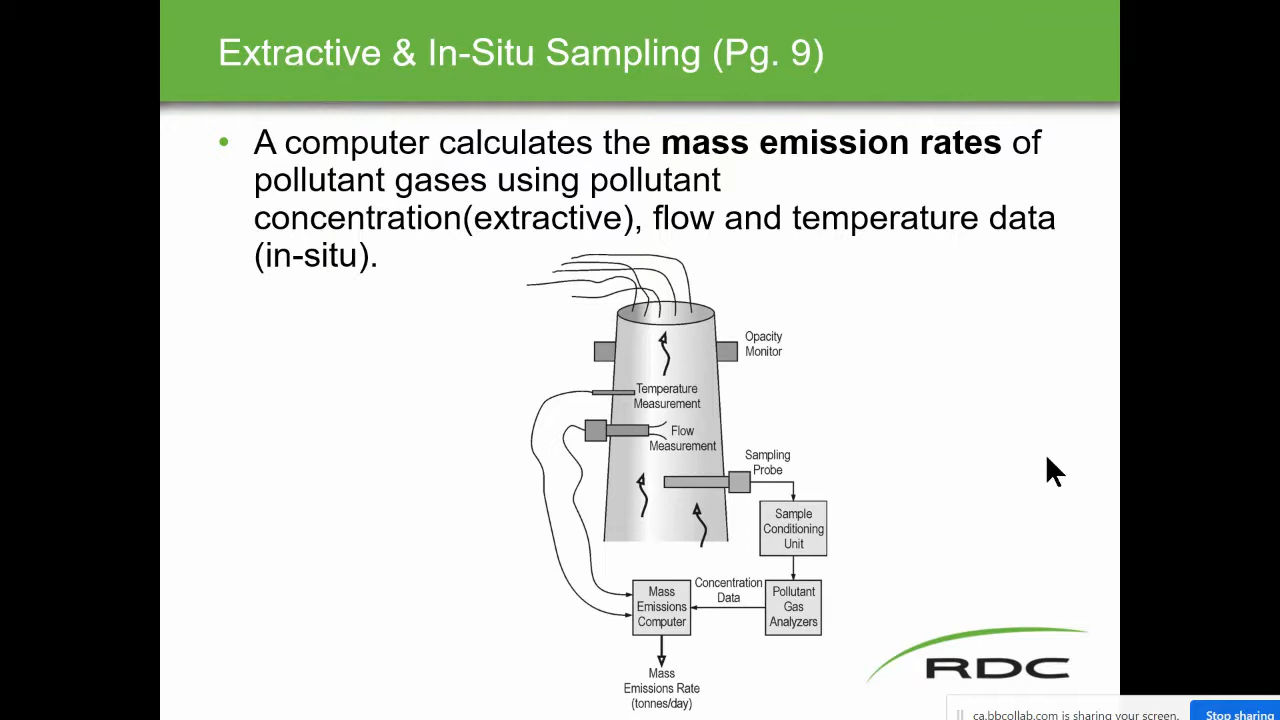 Extractive & In-Situ Sampling (Pg. 9)
• A computer calculates the mass emission rates of
pollutant gases using pollutant
concentration(extractive), flow and temperature data
(in-situ).
Opacity
Monitor
Temperature
Measurement
Flow
Measurement
Sampling
Probe
Sample
Conditioning
Unit
Mass
Emissions
Computer
Concentration
Data
Pollutant
Gas
Analyzers
Mass
Emissions Rate
(tonnes/day)
RDC
ca.bbcollab.com is sharing your screen.
Stop sharing